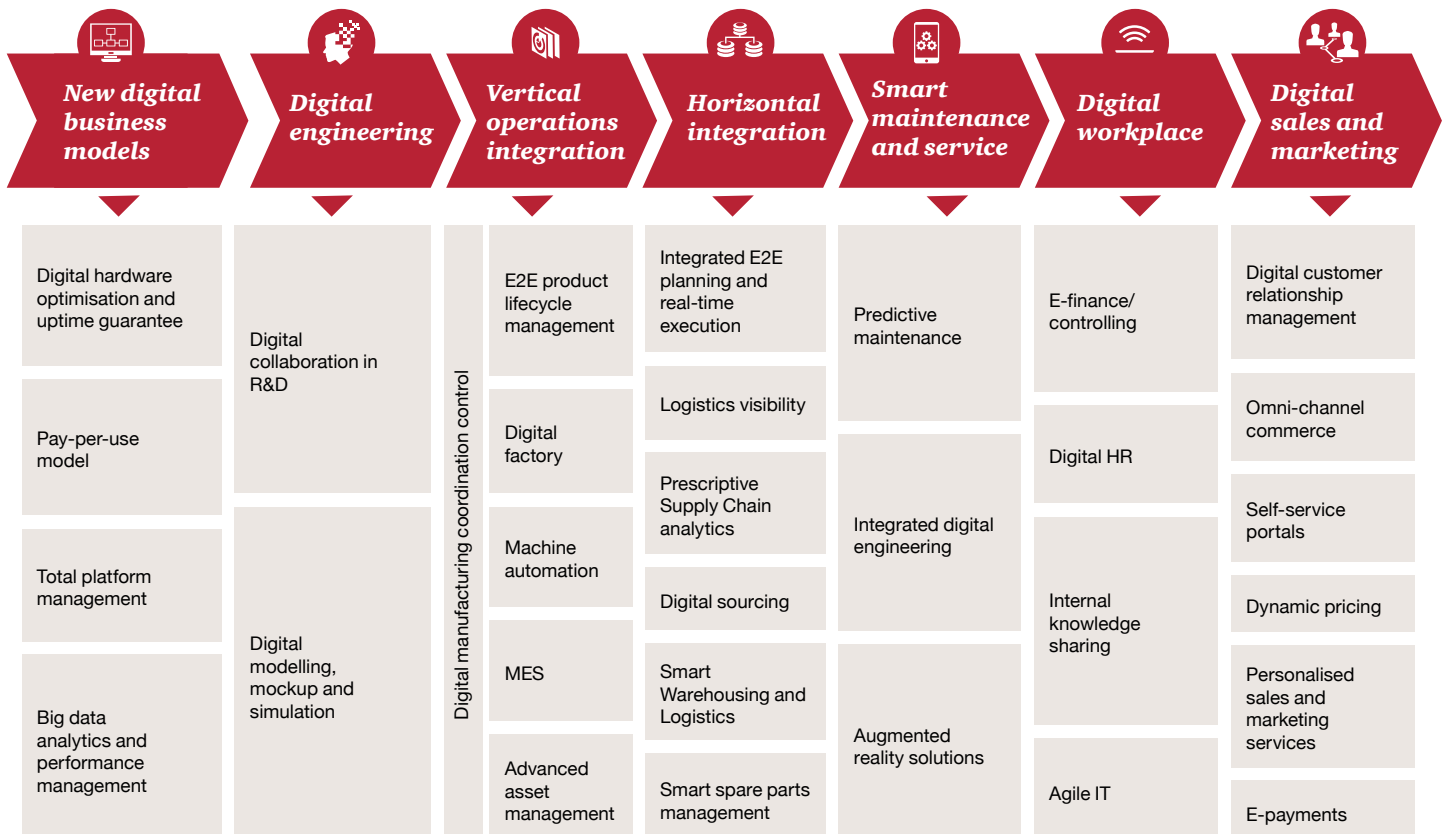 New digital
business
models
Digital
engineering
Vertical
operations
integration
Horizontal
integration
Smart
maintenance
and service
Digital
workplace
Digital
sales and
marketing
Digital hardware
optimisation and
uptime guarantee
Pay-per-use
model
Total platform
management
Big data
analytics and
performance
management
Digital
collaboration in
R&D
Digital
modelling,
mockup and
simulation
Digital manufacturing coordination control
E2E product
lifecycle
management
Digital
factory
Machine
automation
MES
Advanced
asset
management
Integrated E2E
planning and
real-time
execution
Logistics visibility
Prescriptive
Supply Chain
analytics
Digital sourcing
Smart
Warehousing and
Logistics
Smart spare parts
management
Predictive
maintenance
Integrated digital
engineering
Augmented
reality solutions
E-finance/
controlling
Digital HR
Internal
knowledge
sharing
Agile IT
Digital customer
relationship
management
Omni-channel
commerce
Self-service
portals
Dynamic pricing
Personalised
sales and
marketing
services
E-payments